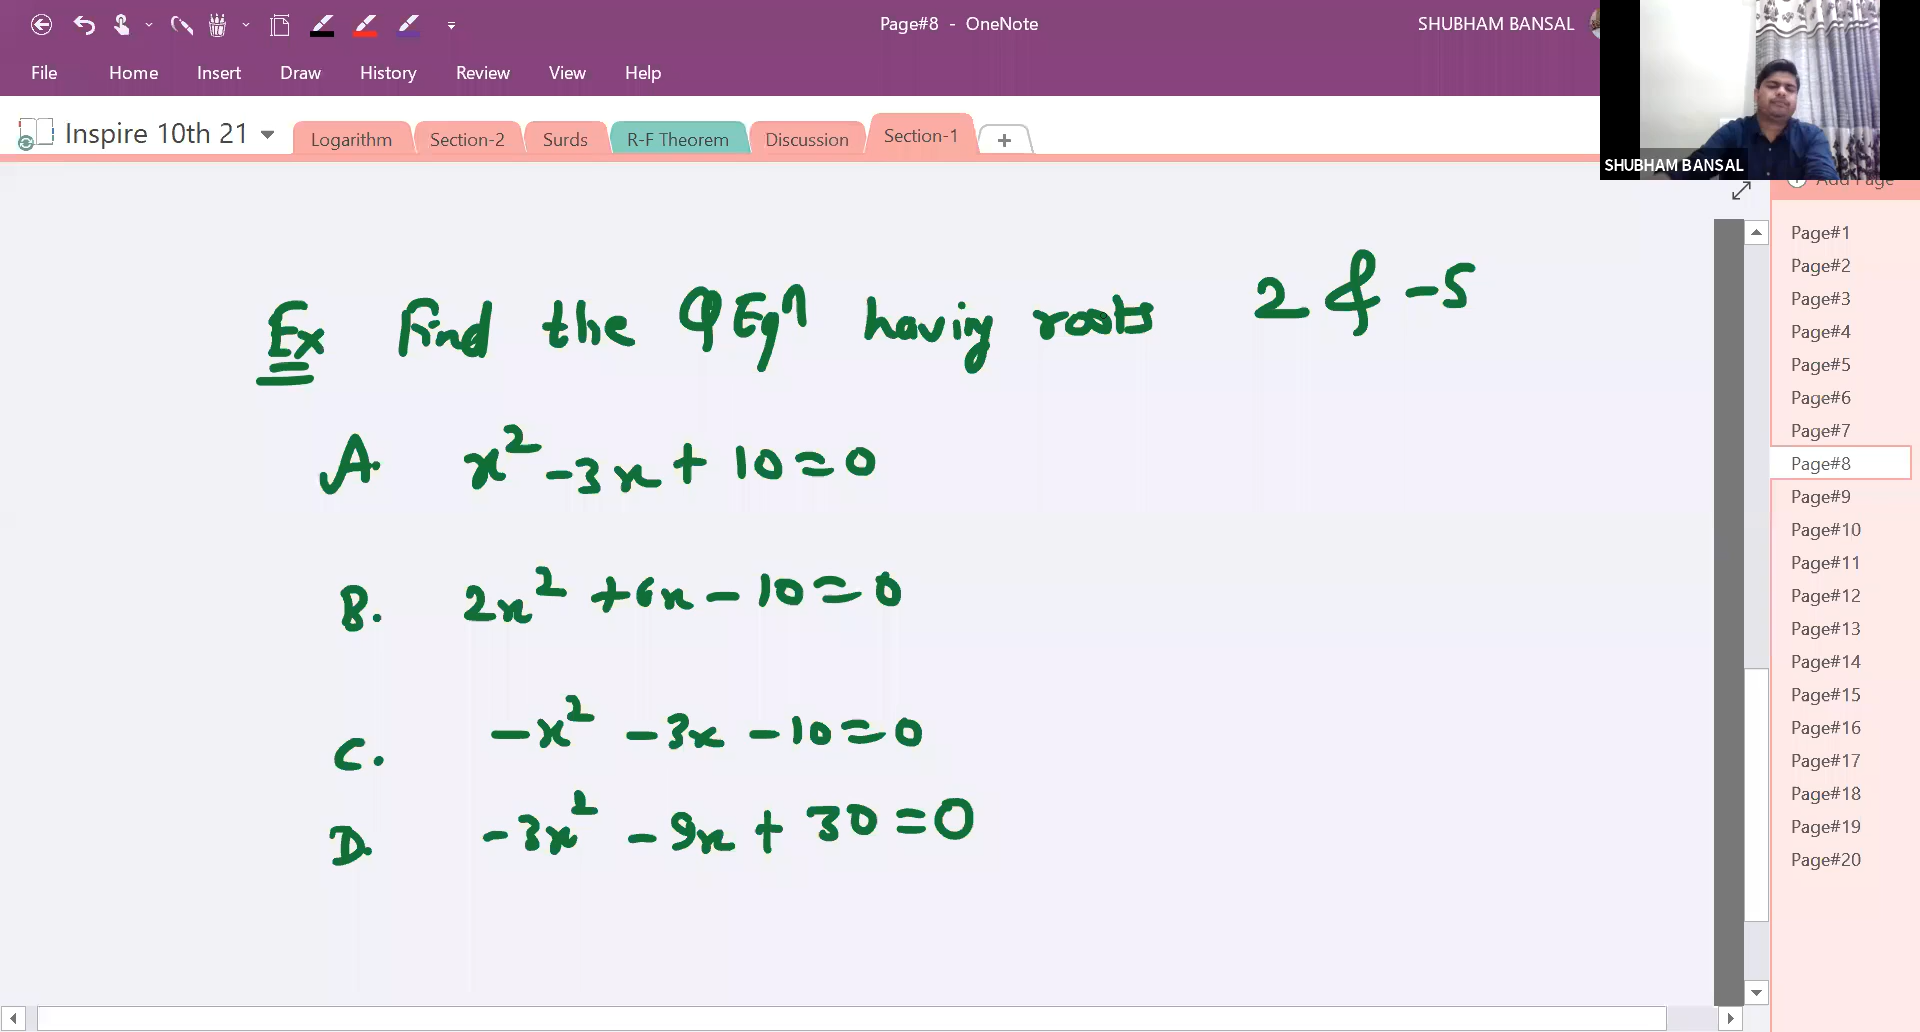 Page#8 - OneNote
SHUBHAM BANSAL
File Home Insert Draw History Review View Help
Inspire 10th 21
Logarithm Section-2 Surds R-F Theorem Discussion Section-1 +
SHUBHAM BANSAL
Add Page
Ex Find the QEqn having roots 2 & -5
A. x² -3x + 10 = 0
B. 2x² +6x - 10 = 0
C. -x² - 3x - 10 = 0
D. -3x² - 9x + 30 = 0
Page#1
Page#2
Page#3
Page#4
Page#5
Page#6
Page#7
Page#8
Page#9
Page#10
Page#11
Page#12
Page#13
Page#14
Page#15
Page#16
Page#17
Page#18
Page#19
Page#20